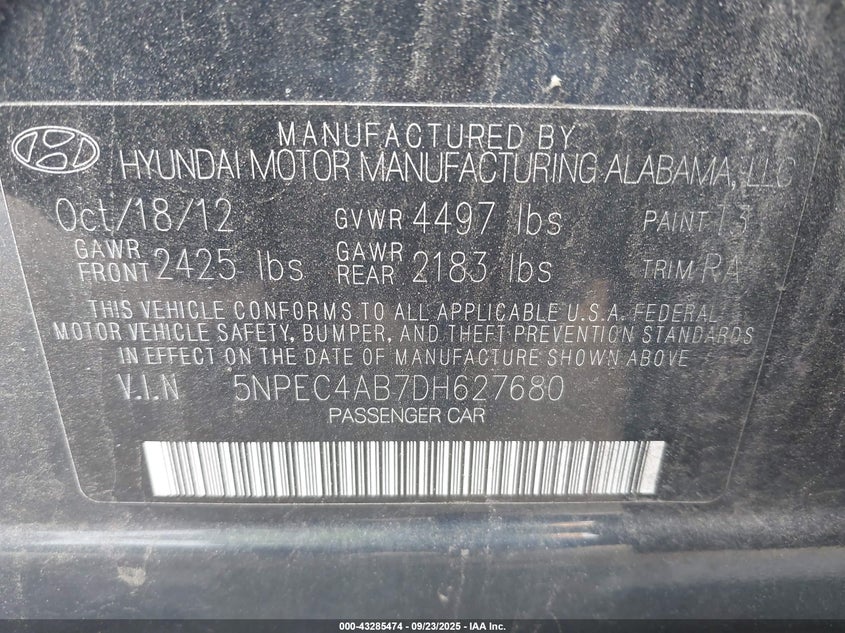 MANUFACTURED BY
HYUNDAI MOTOR MANUFACTURING ALABAMA, LLC
Oct/18/12 GVWR 4497 lbs PAINT T3
GAWR FRONT 2425 lbs GAWR REAR 2183 lbs TRIM RA
THIS VEHICLE CONFORMS TO ALL APPLICABLE U.S.A. FEDERAL
MOTOR VEHICLE SAFETY, BUMPER, AND THEFT PREVENTION STANDARDS
IN EFFECT ON THE DATE OF MANUFACTURE SHOWN ABOVE.
V.I.N 5NPEC4AB7DH627680
PASSENGER CAR
000-43285474 - 09/23/2025 - IAA Inc.